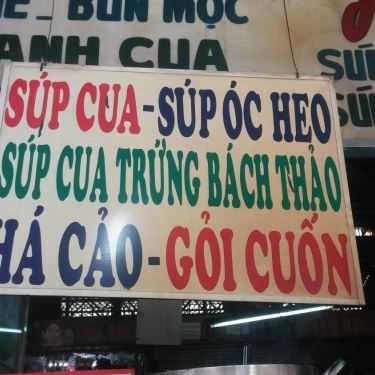 BÚN MỌC
ANH CUA
SÚP CUA - SÚP ÓC HEO
SÚP CUA TRỨNG BÁCH THẢO
HÁ CẢO - GỎI CUỐN